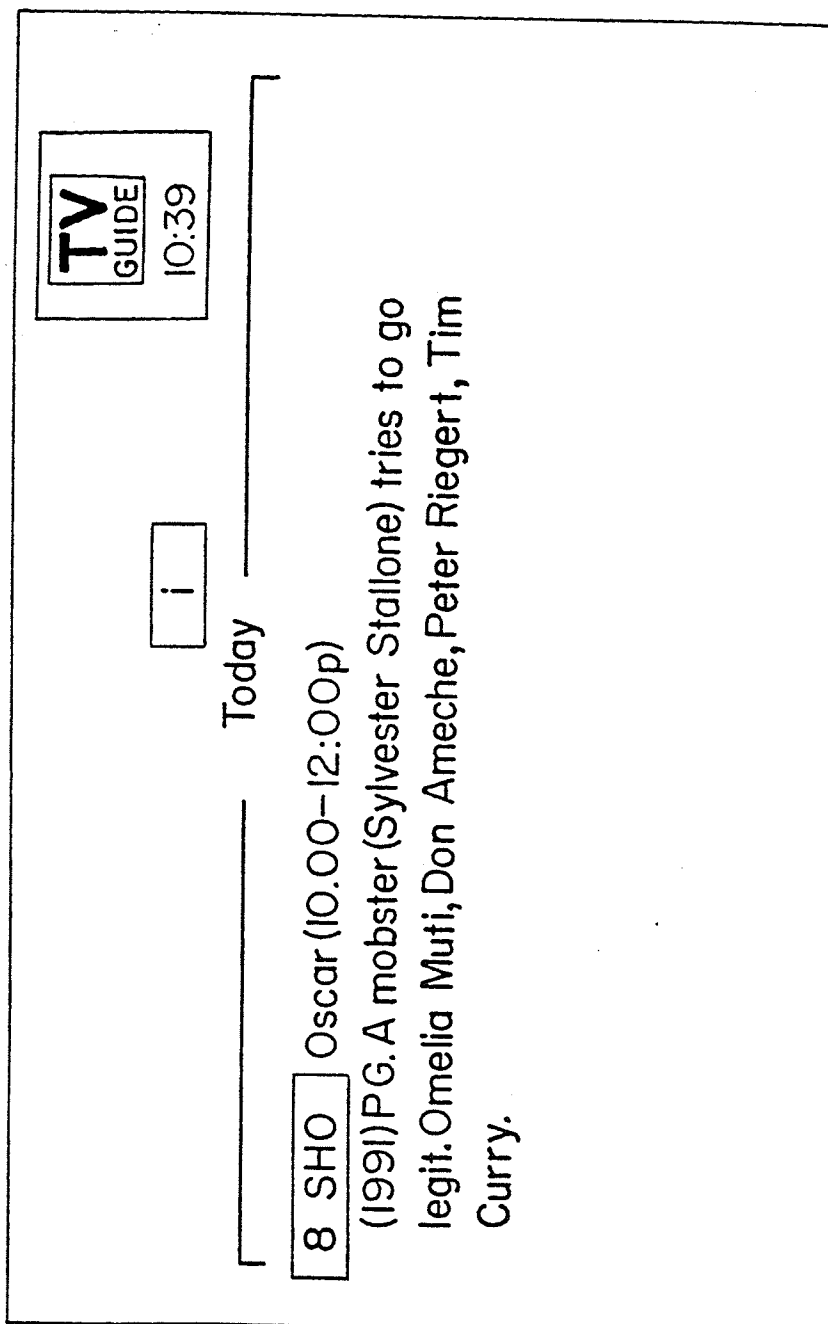 TV
GUIDE
10:39
i
Today
8 SHO Oscar (10.00-12:00p)
(1991) PG. A mobster (Sylvester Stallone) tries to go
legit. Omelia Muti, Don Ameche, Peter Riegert, Tim
Curry.